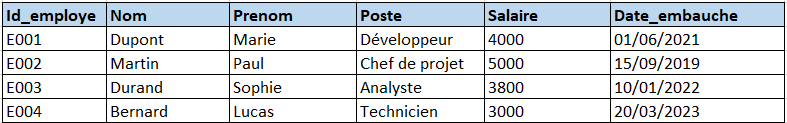 Id_employe Nom Prenom Poste Salaire Date_embauche
E001 Dupont Marie Développeur 4000 01/06/2021
E002 Martin Paul Chef de projet 5000 15/09/2019
E003 Durand Sophie Analyste 3800 10/01/2022
E004 Bernard Lucas Technicien 3000 20/03/2023